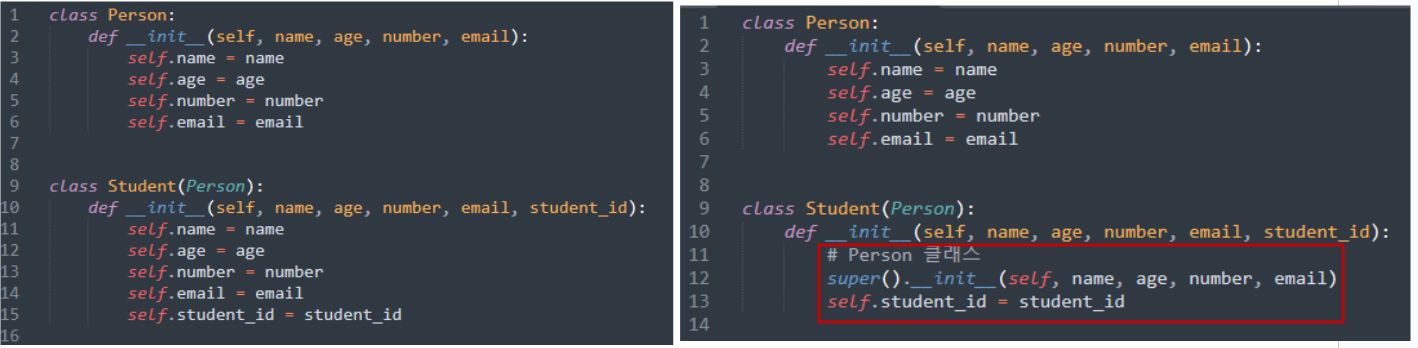 1 class Person:
2 def __init__(self, name, age, number, email):
3 self.name = name
4 self.age = age
5 self.number = number
6 self.email = email
7
8
9 class Student(Person):
10 def __init__(self, name, age, number, email, student_id):
11 self.name = name
12 self.age = age
13 self.number = number
14 self.email = email
15 self.student_id = student_id
16
1 class Person:
2 def __init__(self, name, age, number, email):
3 self.name = name
4 self.age = age
5 self.number = number
6 self.email = email
7
8
9 class Student(Person):
10 def __init__(self, name, age, number, email, student_id):
11 # Person 클래스
12 super().__init__(self, name, age, number, email)
13 self.student_id = student_id
14